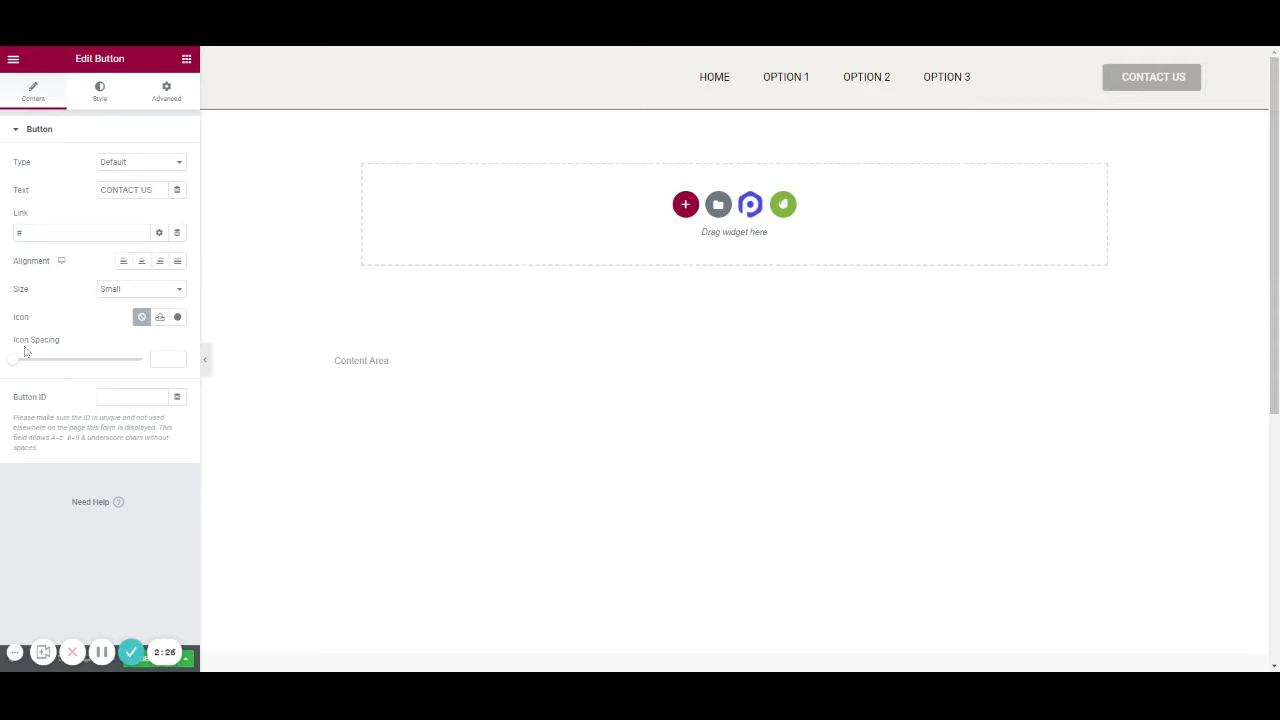 Edit Button
HOME
OPTION 1
OPTION 2
OPTION 3
CONTACT US
Content
Style
Advanced
Button
Type
Default
Text
CONTACT US
Link
#
Alignment
Size
Small
Icon
Icon Spacing
Button ID
Please make sure the ID is unique and not used
elsewhere on the page this form is displayed. This
field allows A-z 0-9 & underscore chars without
spaces.
Need Help ?
Drag widget here
Content Area
2:26